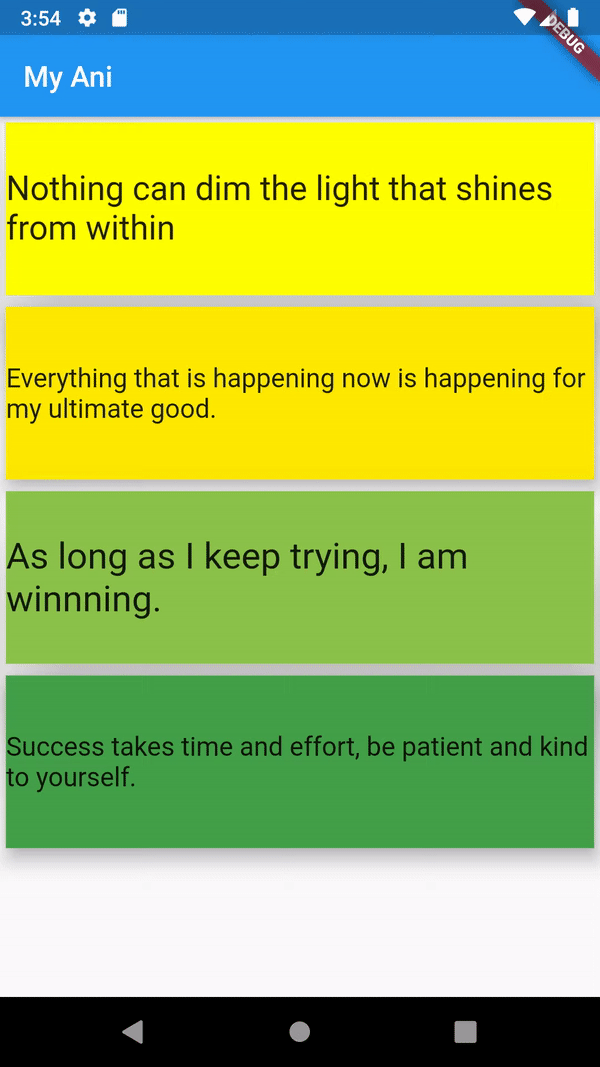 3:54
DEBUG
My Ani
Nothing can dim the light that shines
from within
Everything that is happening now is happening for
my ultimate good.
As long as I keep trying, I am
winnning.
Success takes time and effort, be patient and kind
to yourself.